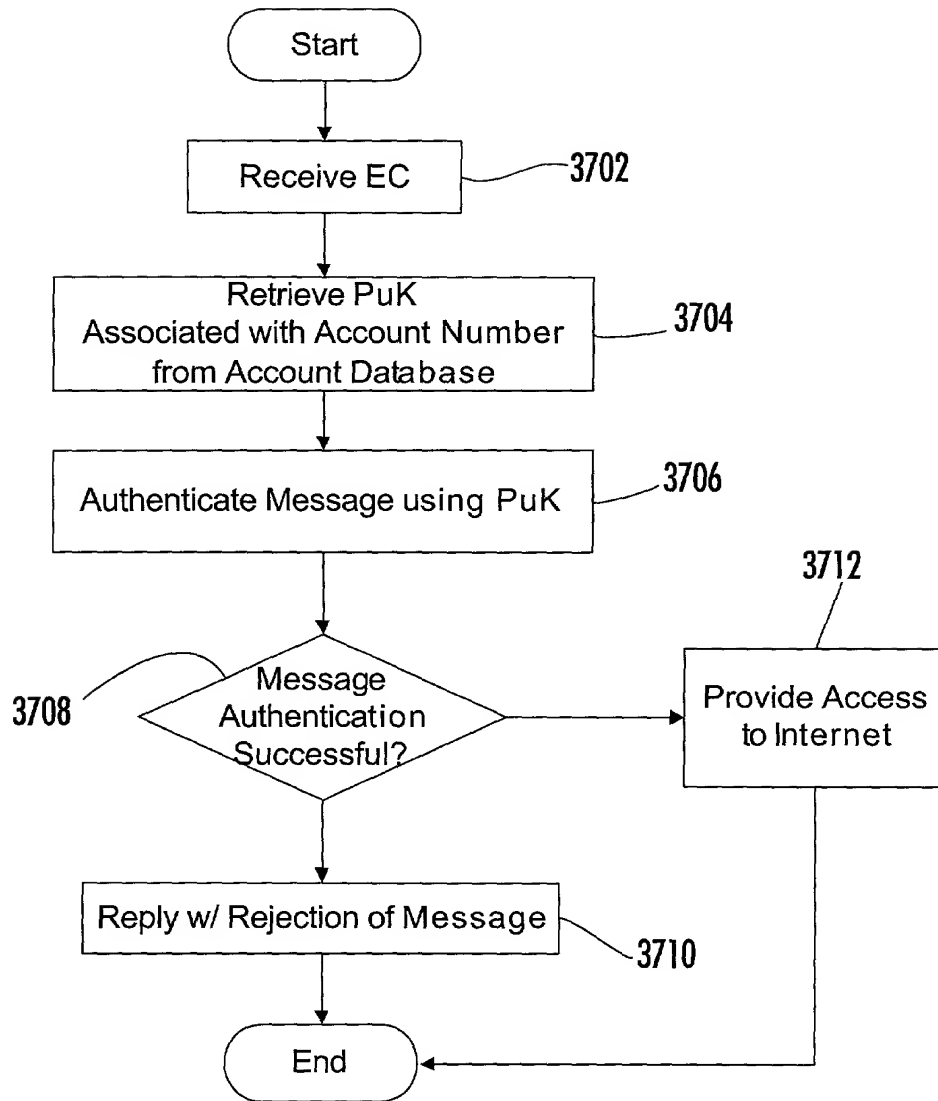 Start
Receive EC
3702
Retrieve PuK
Associated with Account Number
from Account Database
3704
Authenticate Message using PuK
3706
Message
Authentication
Successful?
3708
3712
Provide Access
to Internet
Reply w/ Rejection of Message
3710
End